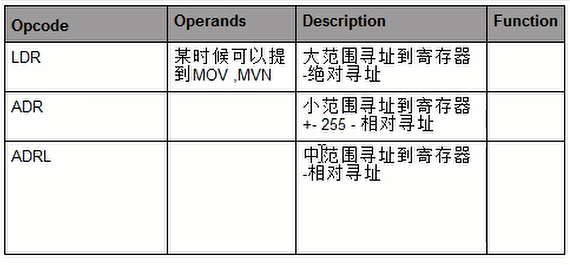 Opcode Operands Description Function
LDR 某时候可以提 大范围寻址到寄存器
到MOV ,MVN -绝对寻址
ADR 小范围寻址到寄存器
+- 255 - 相对寻址
ADRL 中范围寻址到寄存器
-相对寻址